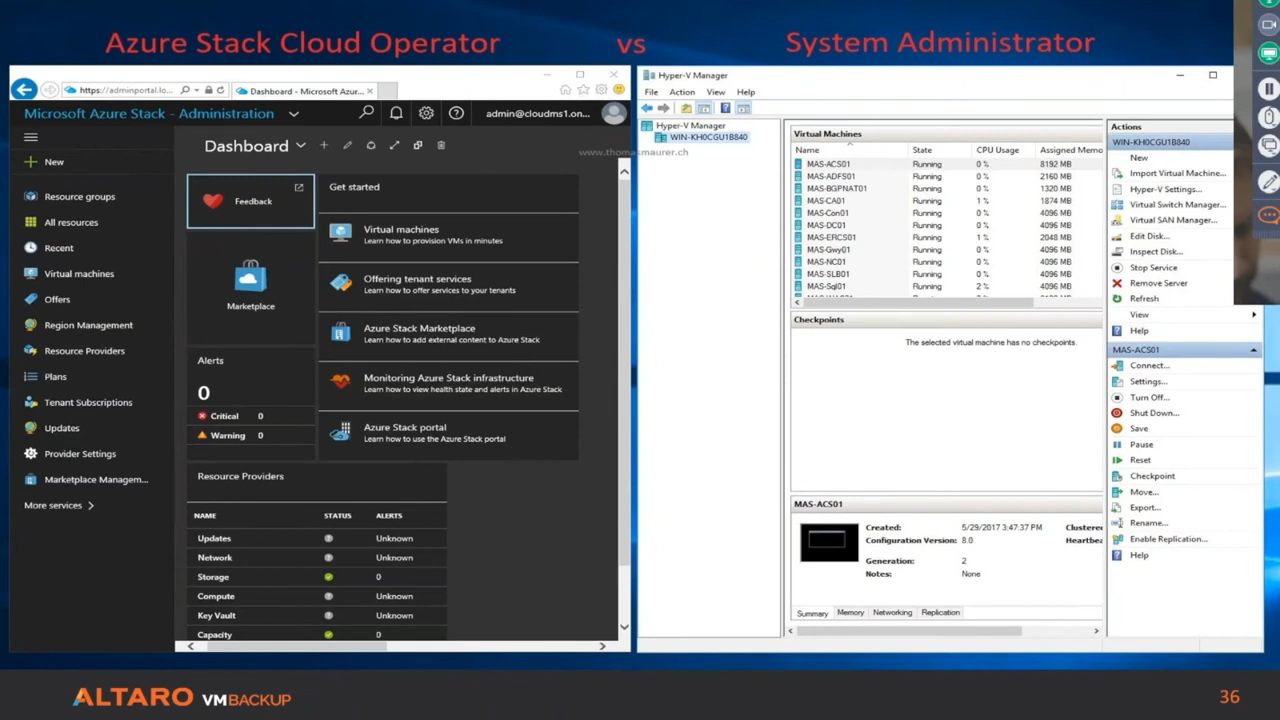 Azure Stack Cloud Operator vs System Administrator
https://adminportal.lo...
Dashboard - Microsoft Azur...
Microsoft Azure Stack - Administration
admin@cloudms1.on...
New
Resource groups
All resources
Recent
Virtual machines
Offers
Region Management
Resource Providers
Plans
Tenant Subscriptions
Updates
Provider Settings
Marketplace Managem...
More services
Dashboard
Feedback
Marketplace
Alerts
0
Critical 0
Warning 0
Get started
Virtual machines
Learn how to provision VMs in minutes
Offering tenant services
Learn how to offer services to your tenants
Azure Stack Marketplace
Learn how to add external content to Azure Stack
Monitoring Azure Stack infrastructure
Learn how to view health state and alerts in Azure Stack
Azure Stack portal
Learn how to use the Azure Stack portal
Resource Providers
NAME STATUS ALERTS
Updates Unknown
Network Unknown
Storage 0
Compute Unknown
Key Vault Unknown
Capacity 0
www.thomasmaurer.ch
Hyper-V Manager
File Action View Help
Hyper-V Manager
WIN-KH0CGU1B840
Virtual Machines
Name State CPU Usage Assigned Memo
MAS-ACS01 Running 0 % 8192 MB
MAS-ADFS01 Running 0 % 2160 MB
MAS-BGPNAT01 Running 0 % 1320 MB
MAS-CA01 Running 1 % 1874 MB
MAS-Con01 Running 0 % 4096 MB
MAS-DC01 Running 0 % 4096 MB
MAS-ERCS01 Running 1 % 2048 MB
MAS-Gwy01 Running 0 % 4096 MB
MAS-NC01 Running 0 % 4096 MB
MAS-SLB01 Running 0 % 4096 MB
MAS-Sql01 Running 2 % 4096 MB
Checkpoints
The selected virtual machine has no checkpoints.
MAS-ACS01
Created: 5/29/2017 3:47:37 PM Clustered
Configuration Version: 8.0 Heartbea
Generation: 2
Notes: None
Summary Memory Networking Replication
Actions
WIN-KH0CGU1B840
New
Import Virtual Machine...
Hyper-V Settings...
Virtual Switch Manager...
Virtual SAN Manager...
Edit Disk...
Inspect Disk...
Stop Service
Remove Server
Refresh
View
Help
MAS-ACS01
Connect...
Settings...
Turn Off...
Shut Down...
Save
Pause
Reset
Checkpoint
Move...
Export...
Rename...
Enable Replication...
Help
ALTARO VMBACKUP
36